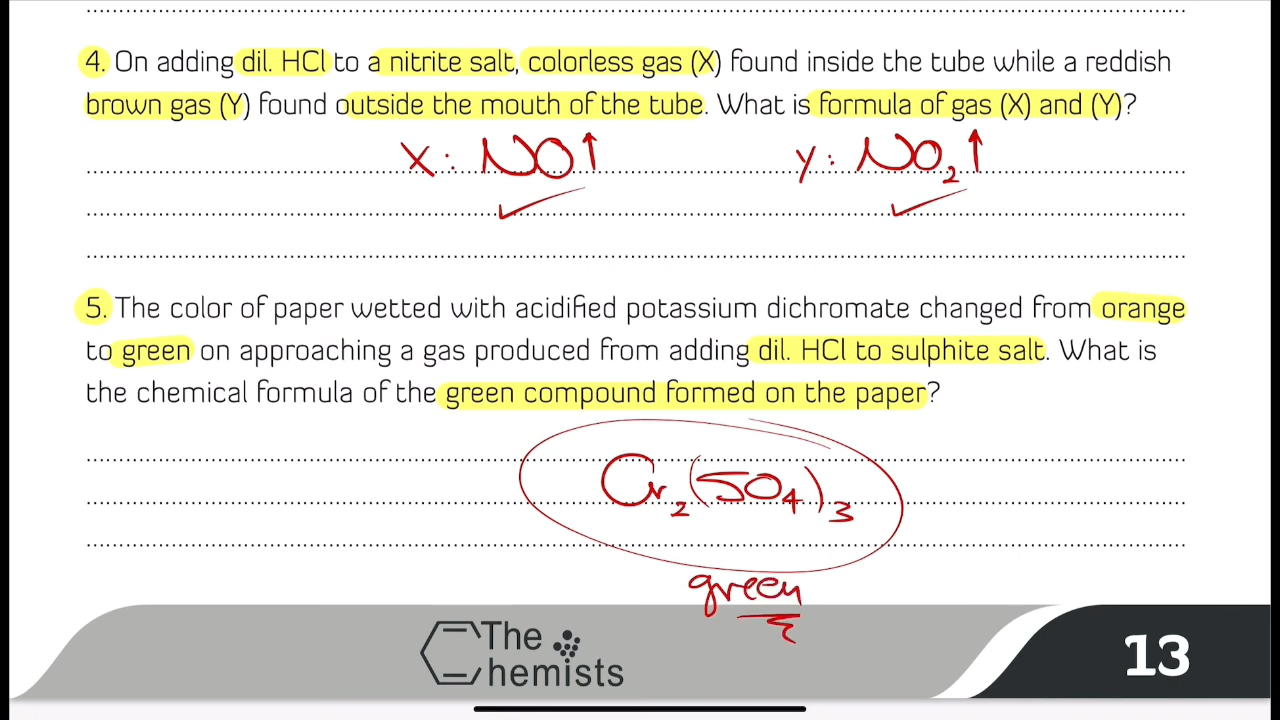 4. On adding dil. HCl to a nitrite salt, colorless gas (X) found inside the tube while a reddish
brown gas (Y) found outside the mouth of the tube. What is formula of gas (X) and (Y)?
X : NO↑ Y : NO₂↑
5. The color of paper wetted with acidified potassium dichromate changed from orange
to green on approaching a gas produced from adding dil. HCl to sulphite salt. What is
the chemical formula of the green compound formed on the paper?
Cr₂(SO₄)₃
green
The
Chemists
13